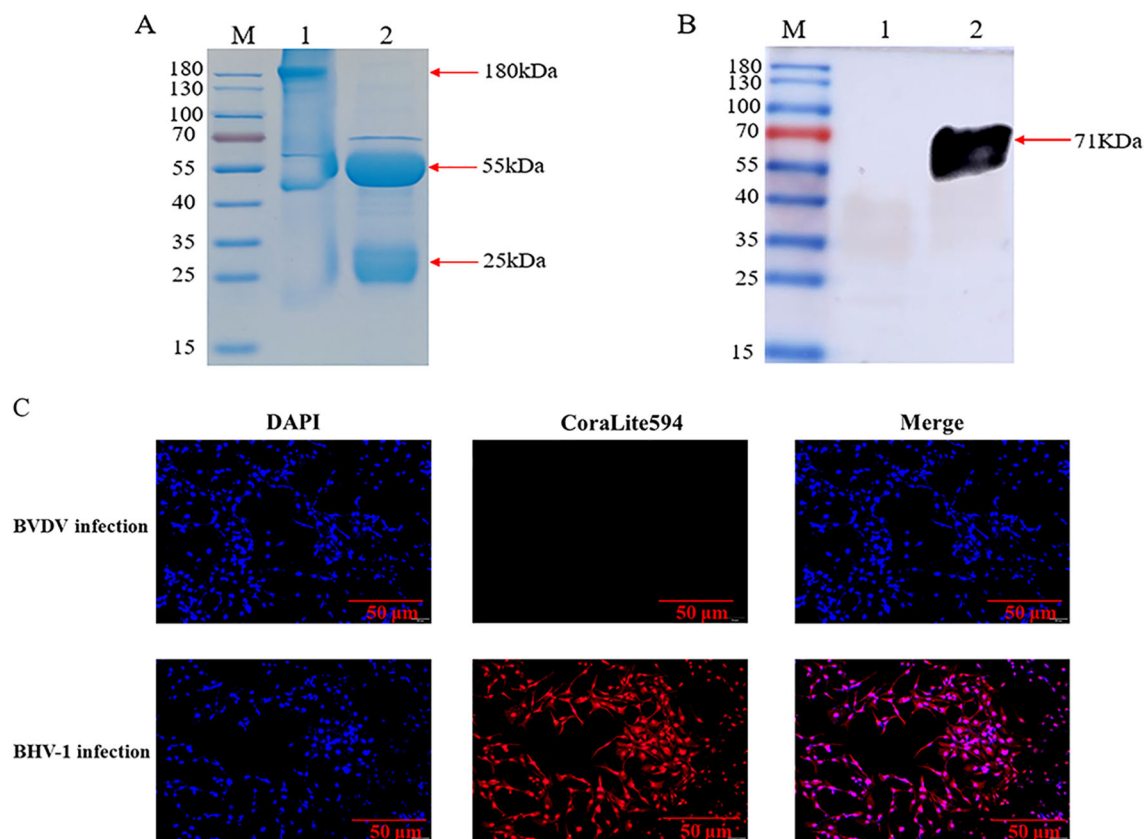 A
M 1 2
180
130
100
70
55
40
35
25
15
180kDa
55kDa
25kDa
B
M 1 2
180
130
100
70
55
40
35
25
15
71KDa
C
DAPI CoraLite594 Merge
BVDV infection
50 μm 50 μm 50 μm
BHV-1 infection
50 μm 50 μm 50 μm